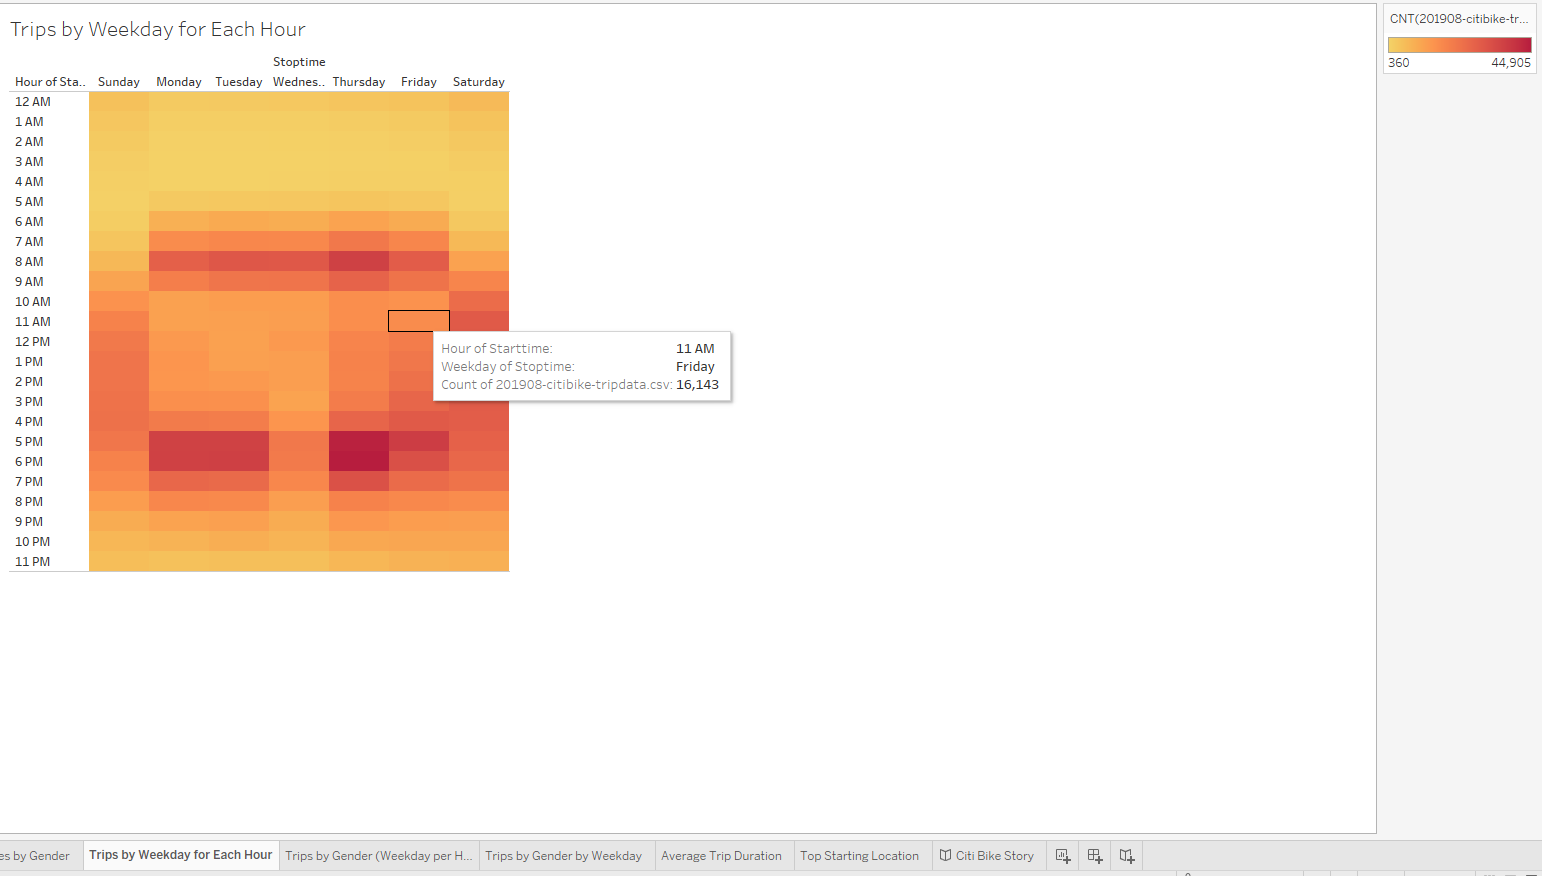 Trips by Weekday for Each Hour
CNT(201908-citibike-tr...
360 44,905
Stoptime
Hour of Sta.. Sunday Monday Tuesday Wednes.. Thursday Friday Saturday
12 AM
1 AM
2 AM
3 AM
4 AM
5 AM
6 AM
7 AM
8 AM
9 AM
10 AM
11 AM
12 PM
1 PM
2 PM
3 PM
4 PM
5 PM
6 PM
7 PM
8 PM
9 PM
10 PM
11 PM
Hour of Starttime: 11 AM
Weekday of Stoptime: Friday
Count of 201908-citibike-tripdata.csv: 16,143
es by Gender Trips by Weekday for Each Hour Trips by Gender (Weekday per H... Trips by Gender by Weekday Average Trip Duration Top Starting Location Citi Bike Story